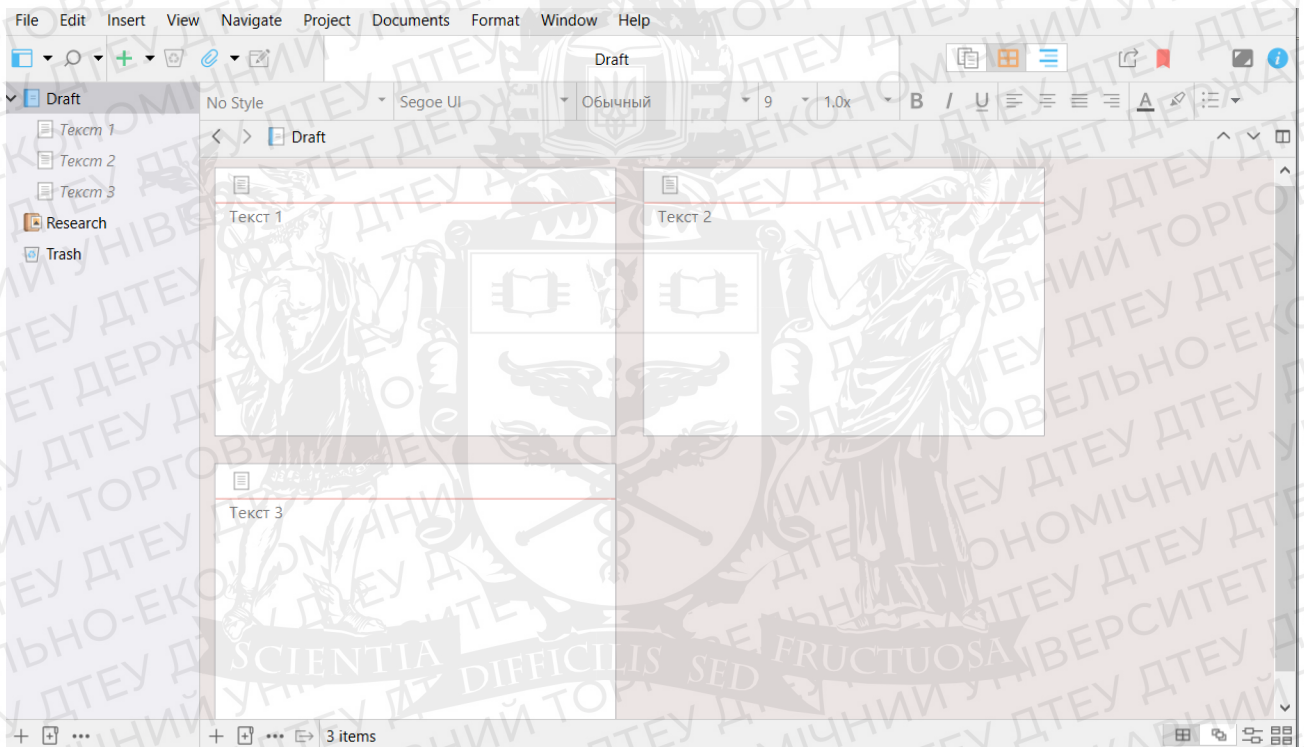 File Edit Insert View Navigate Project Documents Format Window Help
Draft
Draft
No Style Segoe UI Обычный 9 1.0x B I U A
Текст 1
Draft
Текст 2
Текст 3
Research
Trash
Текст 1
Текст 2
Текст 3
SCIENTIA DIFFICILIS SED FRUCTUOSA
3 items